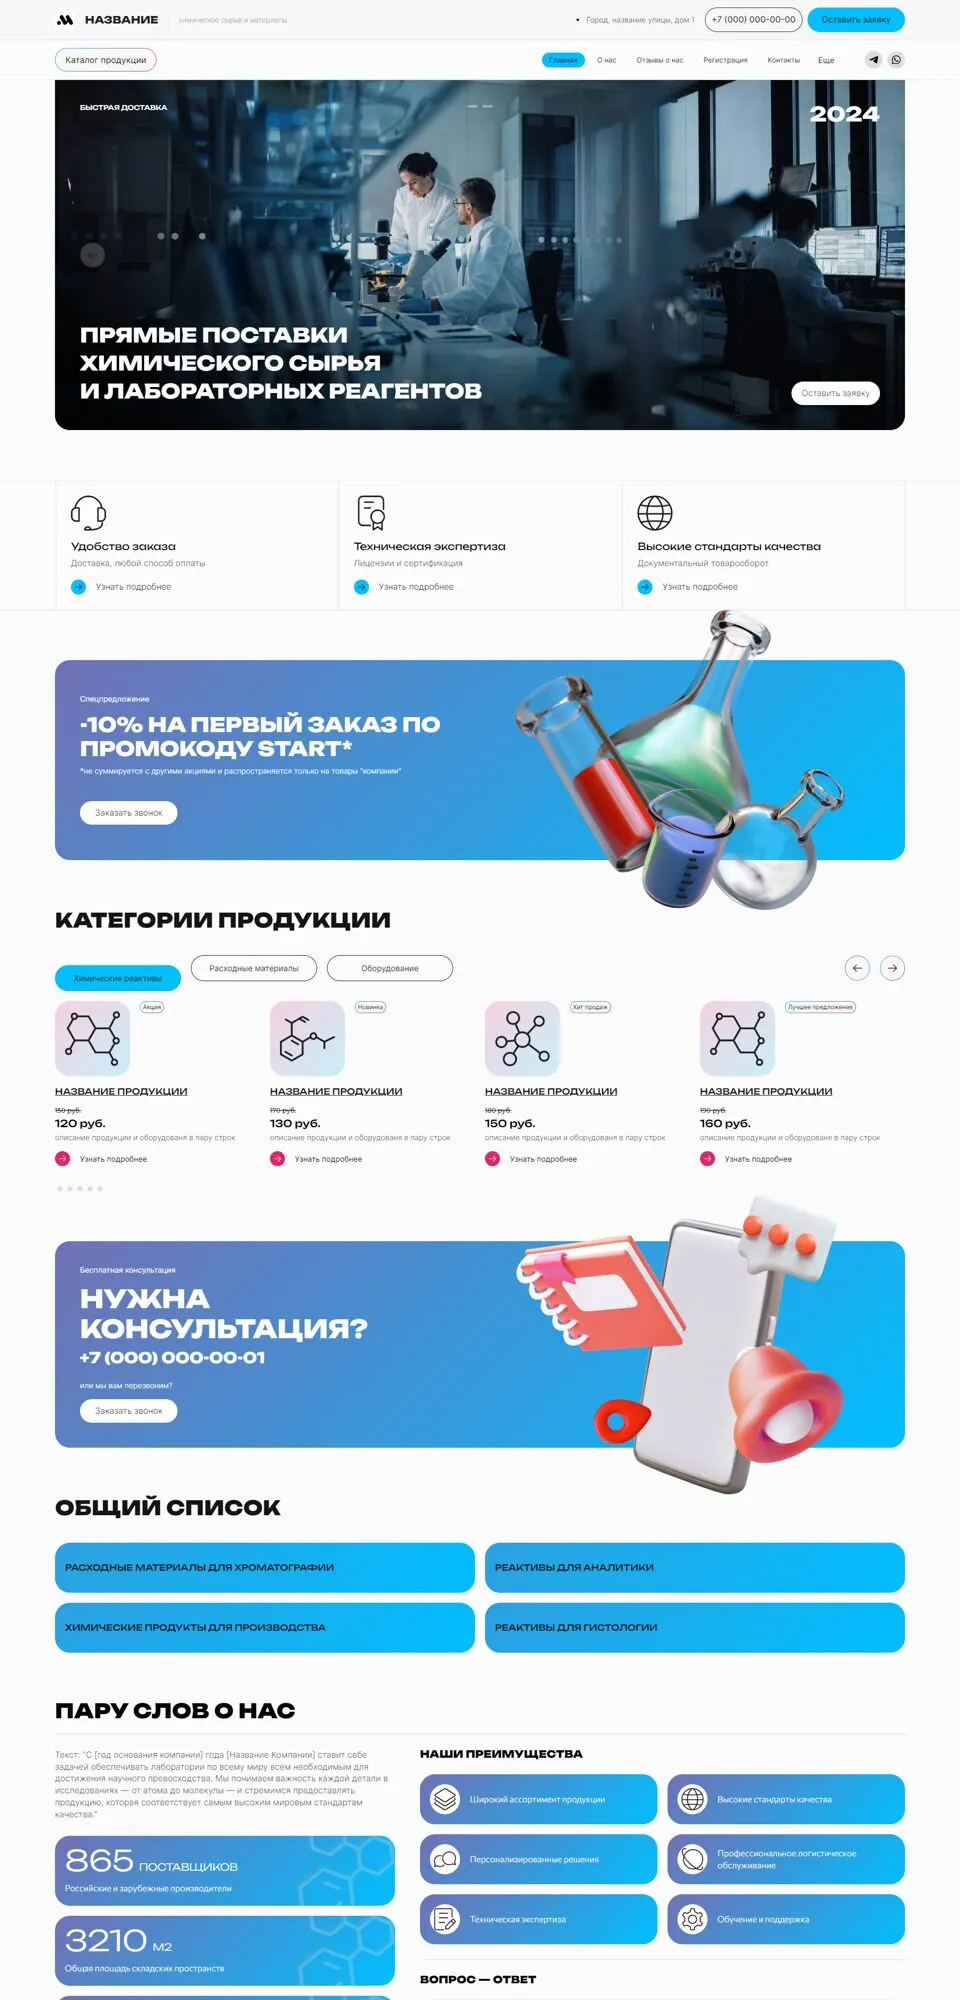 НАЗВАНИЕ
химическое сырье и материалы
Город, название улицы, дом 1
+7 (000) 000-00-00
Оставить заявку
Каталог продукции
Главная
О нас
Отзывы о нас
Регистрация
Контакты
Еще
БЫСТРАЯ ДОСТАВКА
2024
ПРЯМЫЕ ПОСТАВКИ
ХИМИЧЕСКОГО СЫРЬЯ
И ЛАБОРАТОРНЫХ РЕАГЕНТОВ
Оставить заявку
Удобство заказа
Доставка, любой способ оплаты
Узнать подробнее
Техническая экспертиза
Лицензии и сертификация
Узнать подробнее
Высокие стандарты качества
Документальный товарооборот
Узнать подробнее
Спецпредложение
-10% НА ПЕРВЫЙ ЗАКАЗ ПО
ПРОМОКОДУ START*
*не суммируется с другими акциями и распространяется только на товары "компании"
Заказать звонок
КАТЕГОРИИ ПРОДУКЦИИ
Химические реактивы
Расходные материалы
Оборудование
Акция
НАЗВАНИЕ ПРОДУКЦИИ
150 руб.
120 руб.
описание продукции и оборудованя в пару строк
Узнать подробнее
Новинка
НАЗВАНИЕ ПРОДУКЦИИ
170 руб.
130 руб.
описание продукции и оборудованя в пару строк
Узнать подробнее
Хит продаж
НАЗВАНИЕ ПРОДУКЦИИ
180 руб.
150 руб.
описание продукции и оборудованя в пару строк
Узнать подробнее
Лучшее предложение
НАЗВАНИЕ ПРОДУКЦИИ
190 руб.
160 руб.
описание продукции и оборудованя в пару строк
Узнать подробнее
Бесплатная консультация
НУЖНА
КОНСУЛЬТАЦИЯ?
+7 (000) 000-00-01
или мы вам перезвоним?
Заказать звонок
ОБЩИЙ СПИСОК
РАСХОДНЫЕ МАТЕРИАЛЫ ДЛЯ ХРОМАТОГРАФИИ
РЕАКТИВЫ ДЛЯ АНАЛИТИКИ
ХИМИЧЕСКИЕ ПРОДУКТЫ ДЛЯ ПРОИЗВОДСТВА
РЕАКТИВЫ ДЛЯ ГИСТОЛОГИИ
ПАРУ СЛОВ О НАС
Текст: "С [год основания компании] года [Название Компании] ставит себе
задачей обеспечивать лаборатории по всему миру всем необходимым для
достижения научного превосходства. Мы понимаем важность каждой детали в
исследованиях — от атома до молекулы — и стремимся предоставлять
продукцию, которая соответствует самым высоким мировым стандартам
качества."
865 ПОСТАВЩИКОВ
Российские и зарубежные производители
3210 М2
Общая площадь складских пространств
НАШИ ПРЕИМУЩЕСТВА
Широкий ассортимент продукции
Высокие стандарты качества
Персонализированные решения
Профессиональное логистическое
обслуживание
Техническая экспертиза
Обучение и поддержка
ВОПРОС — ОТВЕТ